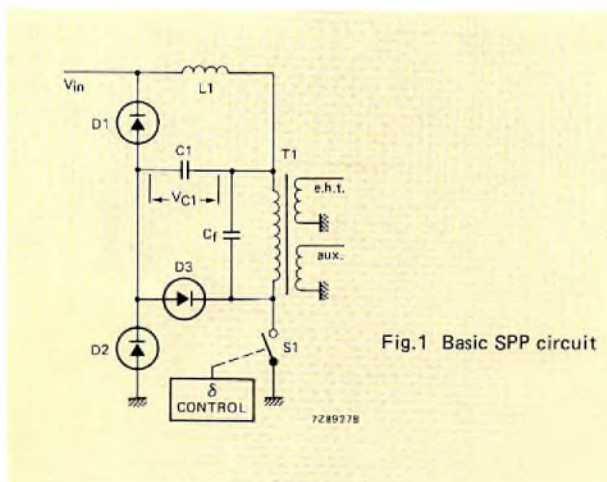 Vin
L1
D1
C1
T1
VC1
e.h.t.
Cf
aux.
D3
D2
S1
δ
CONTROL
7Z89278
Fig.1 Basic SPP circuit